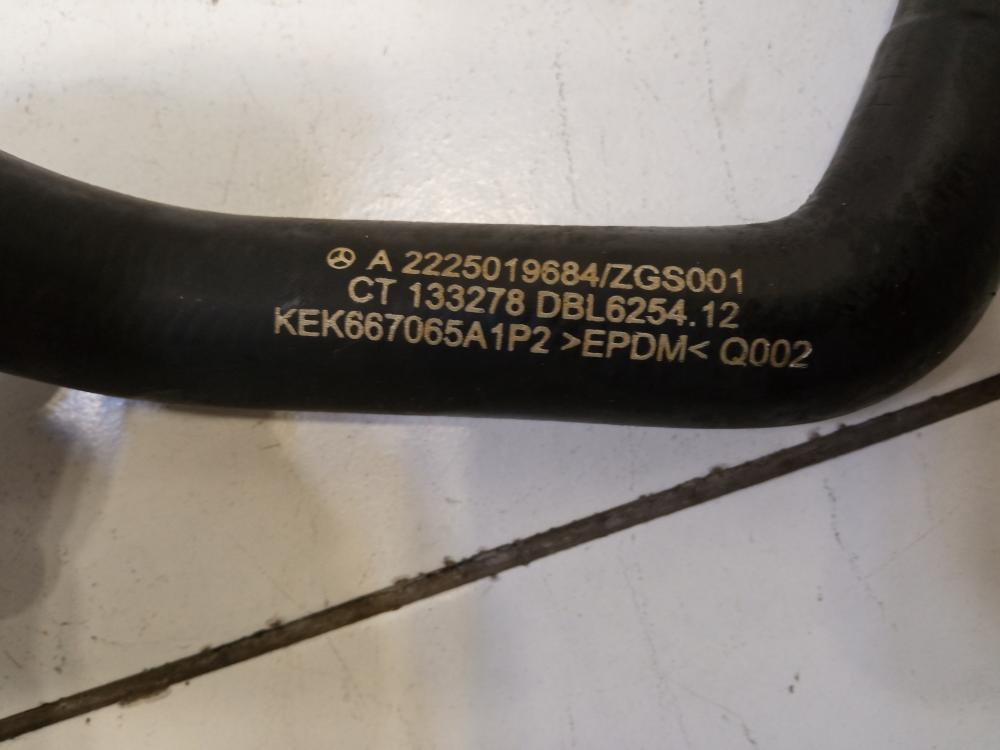 A 2225019684/ZGS001
CT 133278 DBL6254.12
KEK667065A1P2 >EPDM< Q002